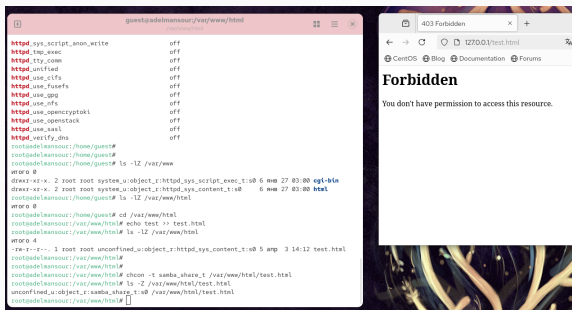 guest@adelmansour:/var/www/html
/var/www/html
httpd_sys_script_anon_write off
httpd_tmp_exec off
httpd_tty_comm off
httpd_unified off
httpd_use_cifs off
httpd_use_fusefs off
httpd_use_gpg off
httpd_use_nfs off
httpd_use_opencryptoki off
httpd_use_openstack off
httpd_use_sasl off
httpd_verify_dns off
root@adelmansour:/home/guest#
root@adelmansour:/home/guest#
root@adelmansour:/home/guest# ls -lZ /var/www
итого 0
drwxr-xr-x. 2 root root system_u:object_r:httpd_sys_script_exec_t:s0 6 янв 27 03:00 cgi-bin
drwxr-xr-x. 2 root root system_u:object_r:httpd_sys_content_t:s0 6 янв 27 03:00 html
root@adelmansour:/home/guest# ls -lZ /var/www/html
итого 0
root@adelmansour:/home/guest# cd /var/www/html
root@adelmansour:/var/www/html# echo test >> test.html
root@adelmansour:/var/www/html# ls -lZ /var/www/html
итого 4
-rw-r--r--. 1 root root unconfined_u:object_r:httpd_sys_content_t:s0 5 апр 3 14:12 test.html
root@adelmansour:/var/www/html#
root@adelmansour:/var/www/html#
root@adelmansour:/var/www/html# chcon -t samba_share_t /var/www/html/test.html
root@adelmansour:/var/www/html# ls -Z /var/www/html/test.html
unconfined_u:object_r:samba_share_t:s0 /var/www/html/test.html
root@adelmansour:/var/www/html#
403 Forbidden
127.0.0.1/test.html
CentOS Blog Documentation Forums
Forbidden
You don't have permission to access this resource.